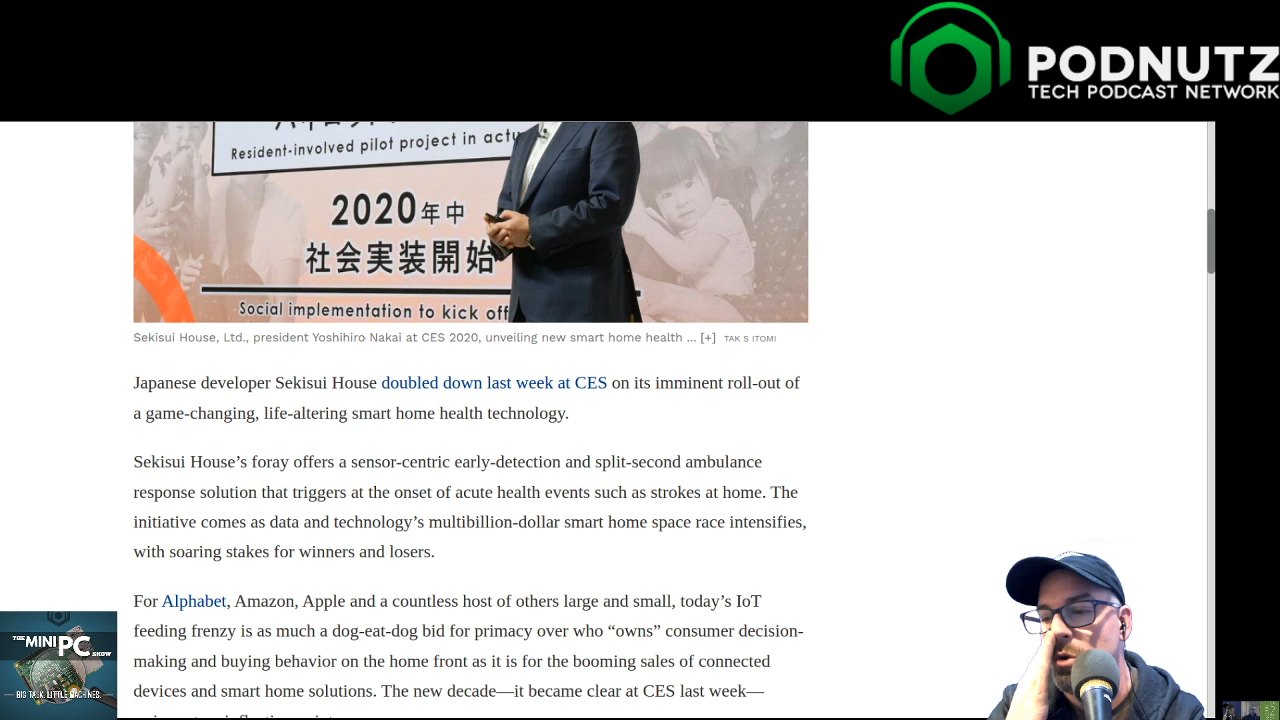 PODNUTZ
TECH PODCAST NETWORK
Resident-involved pilot project in
2020年中
社会実装開始
Social implementation to kick off
Sekisui House, Ltd., president Yoshihiro Nakai at CES 2020, unveiling new smart home health ... [+] TAK S ITOMI
Japanese developer Sekisui House doubled down last week at CES on its imminent roll-out of
a game-changing, life-altering smart home health technology.
Sekisui House’s foray offers a sensor-centric early-detection and split-second ambulance
response solution that triggers at the onset of acute health events such as strokes at home. The
initiative comes as data and technology’s multibillion-dollar smart home space race intensifies,
with soaring stakes for winners and losers.
For Alphabet, Amazon, Apple and a countless host of others large and small, today’s IoT
feeding frenzy is as much a dog-eat-dog bid for primacy over who “owns” consumer decision-
making and buying behavior on the home front as it is for the booming sales of connected
devices and smart home solutions. The new decade—it became clear at CES last week—
THE MINI PC SHOW
BIG TALK. LITTLE MACHINES.